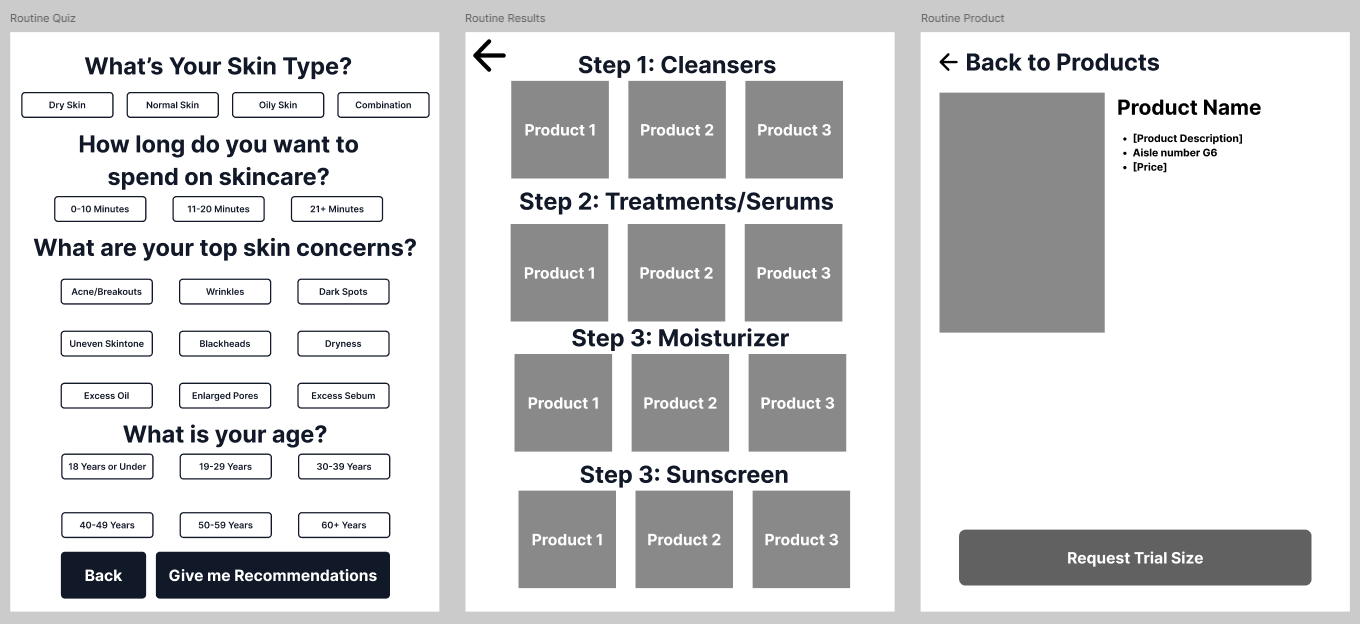 Routine Quiz
What's Your Skin Type?
Dry Skin
Normal Skin
Oily Skin
Combination
How long do you want to
spend on skincare?
0-10 Minutes
11-20 Minutes
21+ Minutes
What are your top skin concerns?
Acne/Breakouts
Wrinkles
Dark Spots
Uneven Skintone
Blackheads
Dryness
Excess Oil
Enlarged Pores
Excess Sebum
What is your age?
18 Years or Under
19-29 Years
30-39 Years
40-49 Years
50-59 Years
60+ Years
Back
Give me Recommendations
Routine Results
Step 1: Cleansers
Product 1
Product 2
Product 3
Step 2: Treatments/Serums
Product 1
Product 2
Product 3
Step 3: Moisturizer
Product 1
Product 2
Product 3
Step 3: Sunscreen
Product 1
Product 2
Product 3
Routine Product
Back to Products
Product Name
• [Product Description]
• Aisle number G6
• [Price]
Request Trial Size